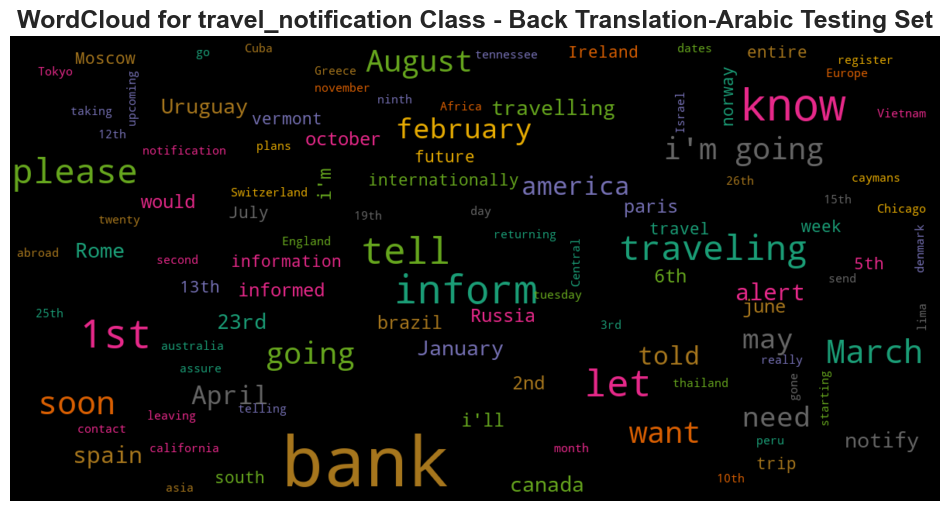 WordCloud for travel_notification Class - Back Translation-Arabic Testing Set
Moscow go Cuba August tennessee Ireland dates entire register
Tokyo Greece Europe
taking upcoming november ninth Africa travelling Israel norway know Vietnam
Uruguay vermont
12th october february
notification plans future i'm going
please i'm internationally america 26th caymans
would Switzerland paris 15th
twenty July 19th day travel week Chicago
abroad Rome second England returning Central traveling denmark
information tell 5th
13th informed inform tuesday 6th alert send
25th 23rd brazil Russia june lima
1st 3rd
australia going January told may March
assure really
April 2nd let thailand gone starting
soon telling
leaving i'll need
contact want peru notify
spain california bank month
south trip
asia canada 10th